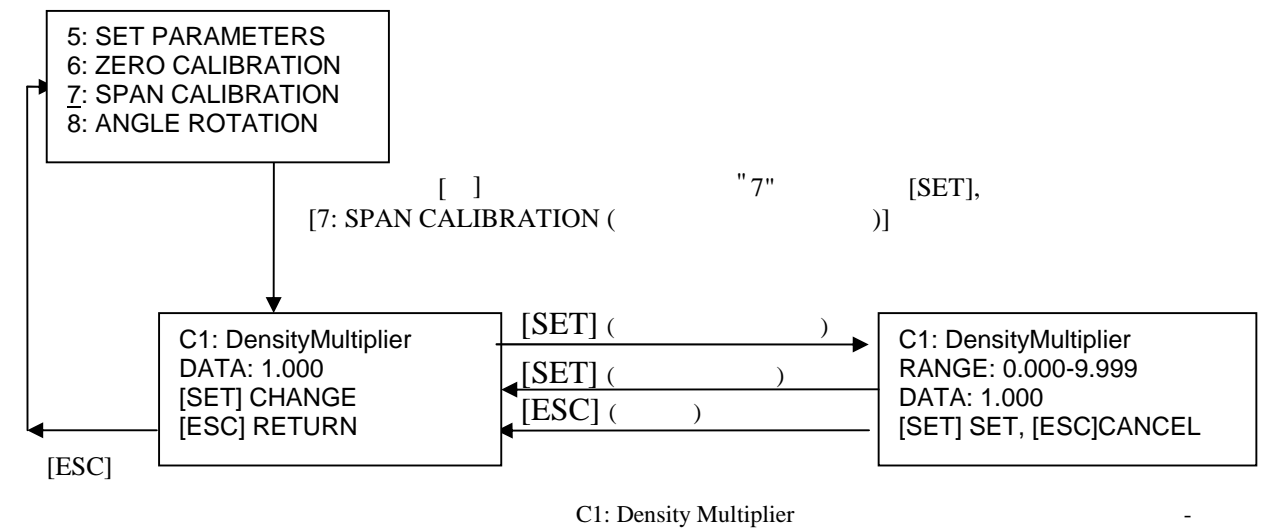 5: SET PARAMETERS
6: ZERO CALIBRATION
7: SPAN CALIBRATION
8: ANGLE ROTATION
[ ] "7" [SET],
[7: SPAN CALIBRATION ( )]
C1: DensityMultiplier
DATA: 1.000
[SET] CHANGE
[ESC] RETURN
[SET] ( )
[SET] ( )
[ESC] ( )
C1: DensityMultiplier
RANGE: 0.000-9.999
DATA: 1.000
[SET] SET, [ESC]CANCEL
[ESC]
C1: Density Multiplier -